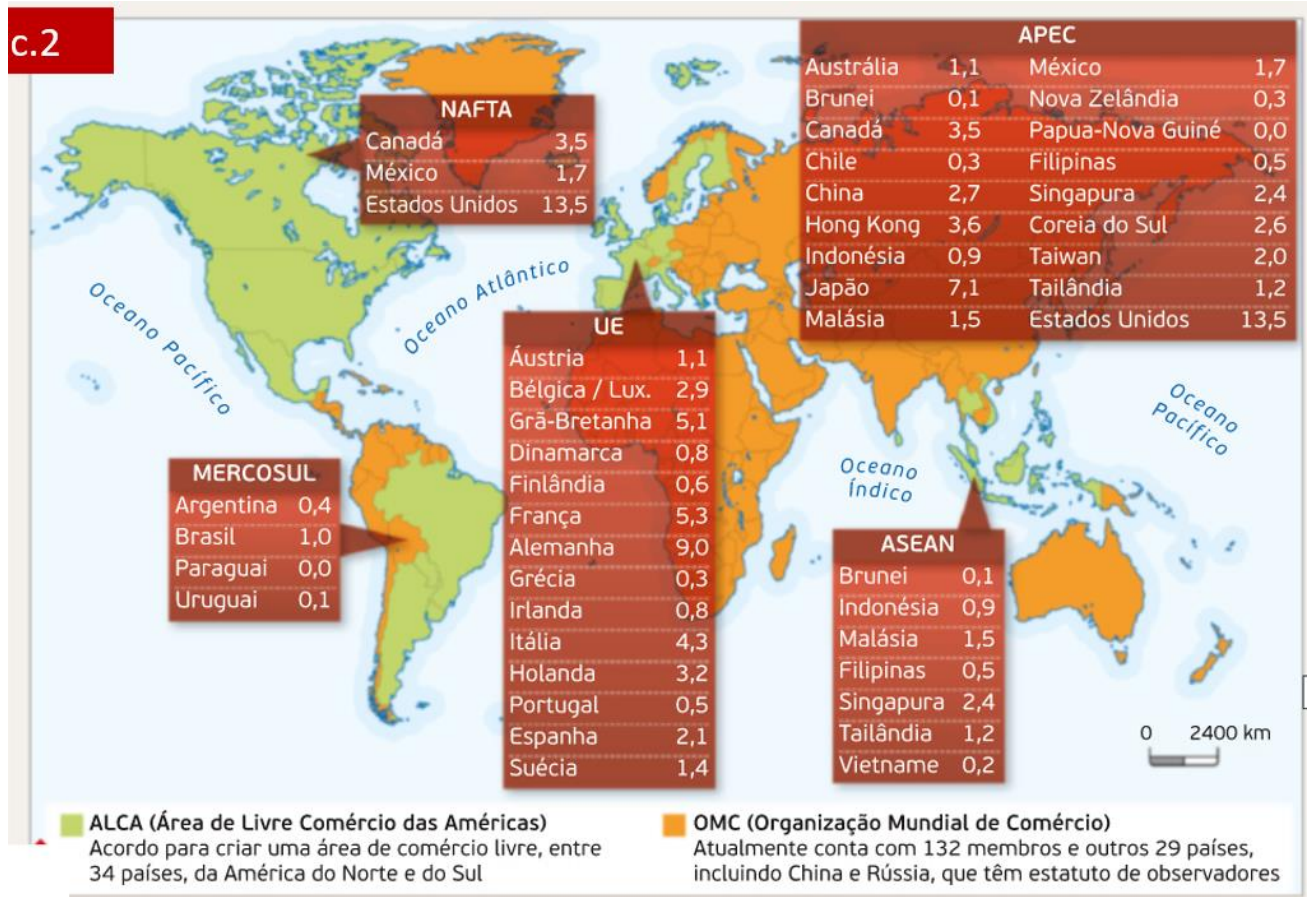 c.2
NAFTA
Canadá 3,5
México 1,7
Estados Unidos 13,5
APEC
Austrália 1,1 México 1,7
Brunei 0,1 Nova Zelândia 0,3
Canadá 3,5 Papua-Nova Guiné 0,0
Chile 0,3 Filipinas 0,5
China 2,7 Singapura 2,4
Hong Kong 3,6 Coreia do Sul 2,6
Indonésia 0,9 Taiwan 2,0
Japão 7,1 Tailândia 1,2
Malásia 1,5 Estados Unidos 13,5
Oceano Pacífico
Oceano Atlântico
UE
Áustria 1,1
Bélgica / Lux. 2,9
Grã-Bretanha 5,1
Dinamarca 0,8
Finlândia 0,6
França 5,3
Alemanha 9,0
Grécia 0,3
Irlanda 0,8
Itália 4,3
Holanda 3,2
Portugal 0,5
Espanha 2,1
Suécia 1,4
MERCOSUL
Argentina 0,4
Brasil 1,0
Paraguai 0,0
Uruguai 0,1
Oceano
Índico
Oceano
Pacífico
ASEAN
Brunei 0,1
Indonésia 0,9
Malásia 1,5
Filipinas 0,5
Singapura 2,4
Tailândia 1,2
Vietname 0,2
0 2400 km
ALCA (Área de Livre Comércio das Américas)
Acordo para criar uma área de comércio livre, entre
34 países, da América do Norte e do Sul
OMC (Organização Mundial de Comércio)
Atualmente conta com 132 membros e outros 29 países,
incluindo China e Rússia, que têm estatuto de observadores